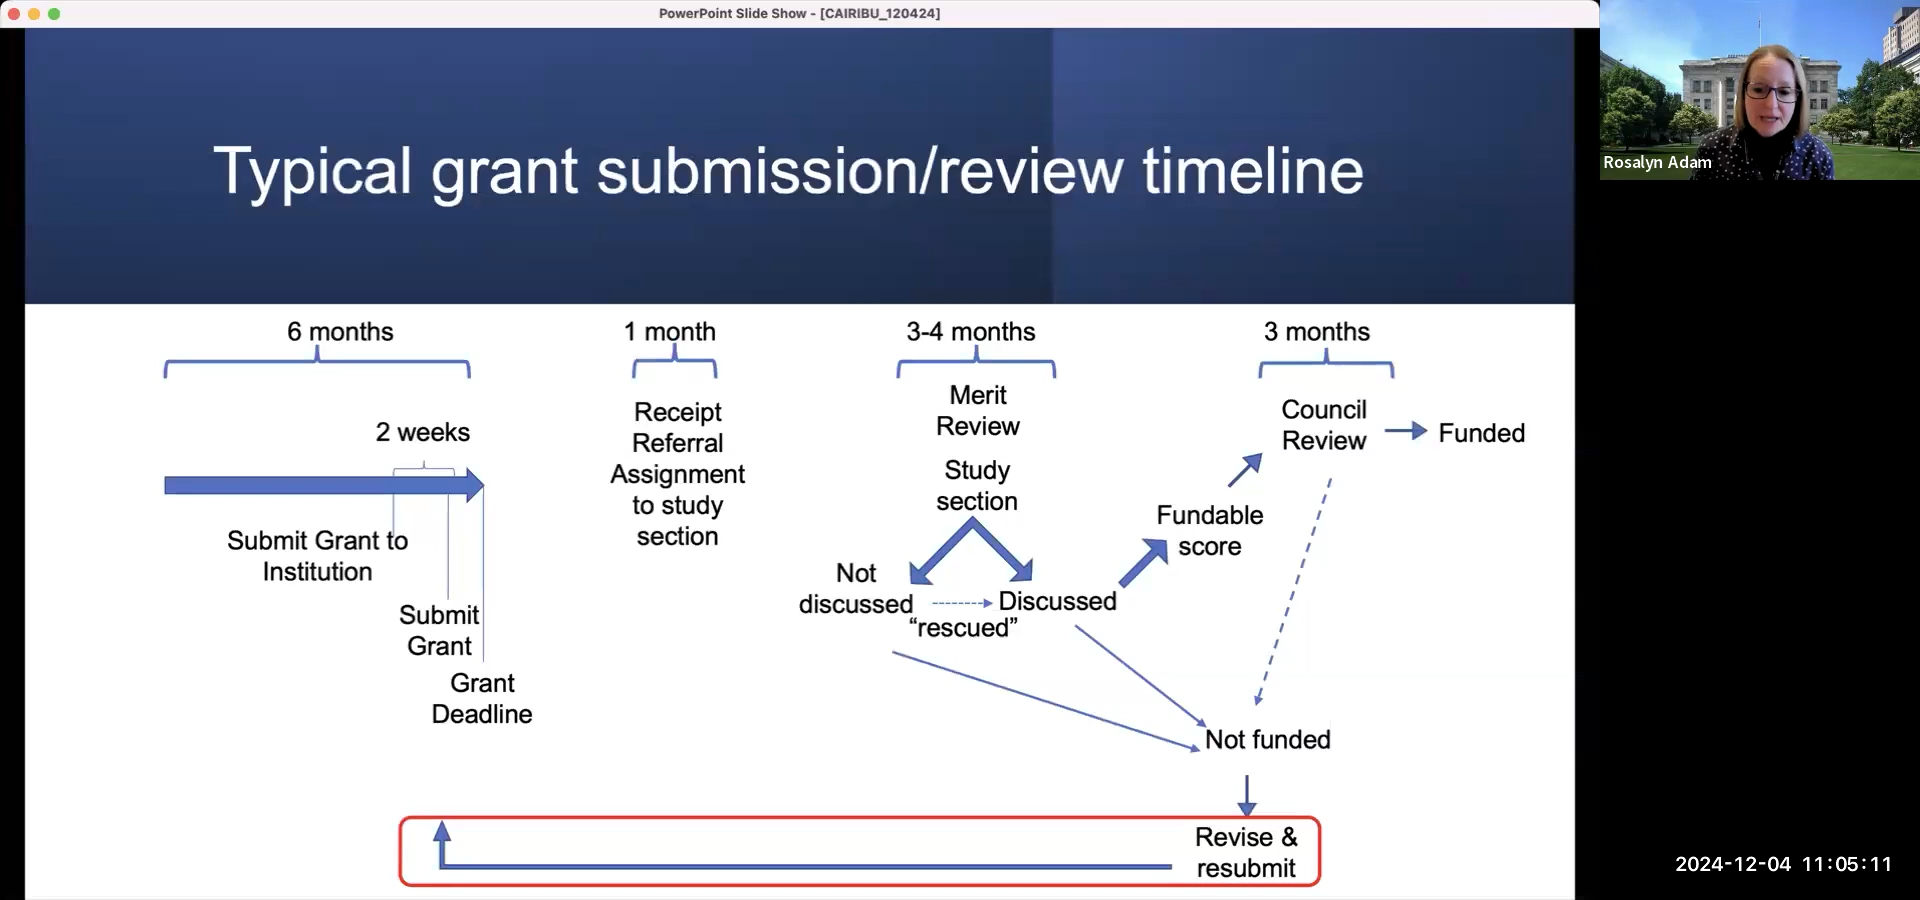 PowerPoint Slide Show - [CAIRIBU_120424]
Rosalyn Adam
Typical grant submission/review timeline
6 months
1 month
3-4 months
3 months
2 weeks
Submit Grant to
Institution
Submit
Grant
Grant
Deadline
Receipt
Referral
Assignment
to study
section
Merit
Review
Study
section
Not
discussed
"rescued"
Discussed
Fundable
score
Council
Review
Funded
Not funded
Revise &
resubmit
2024-12-04 11:05:11